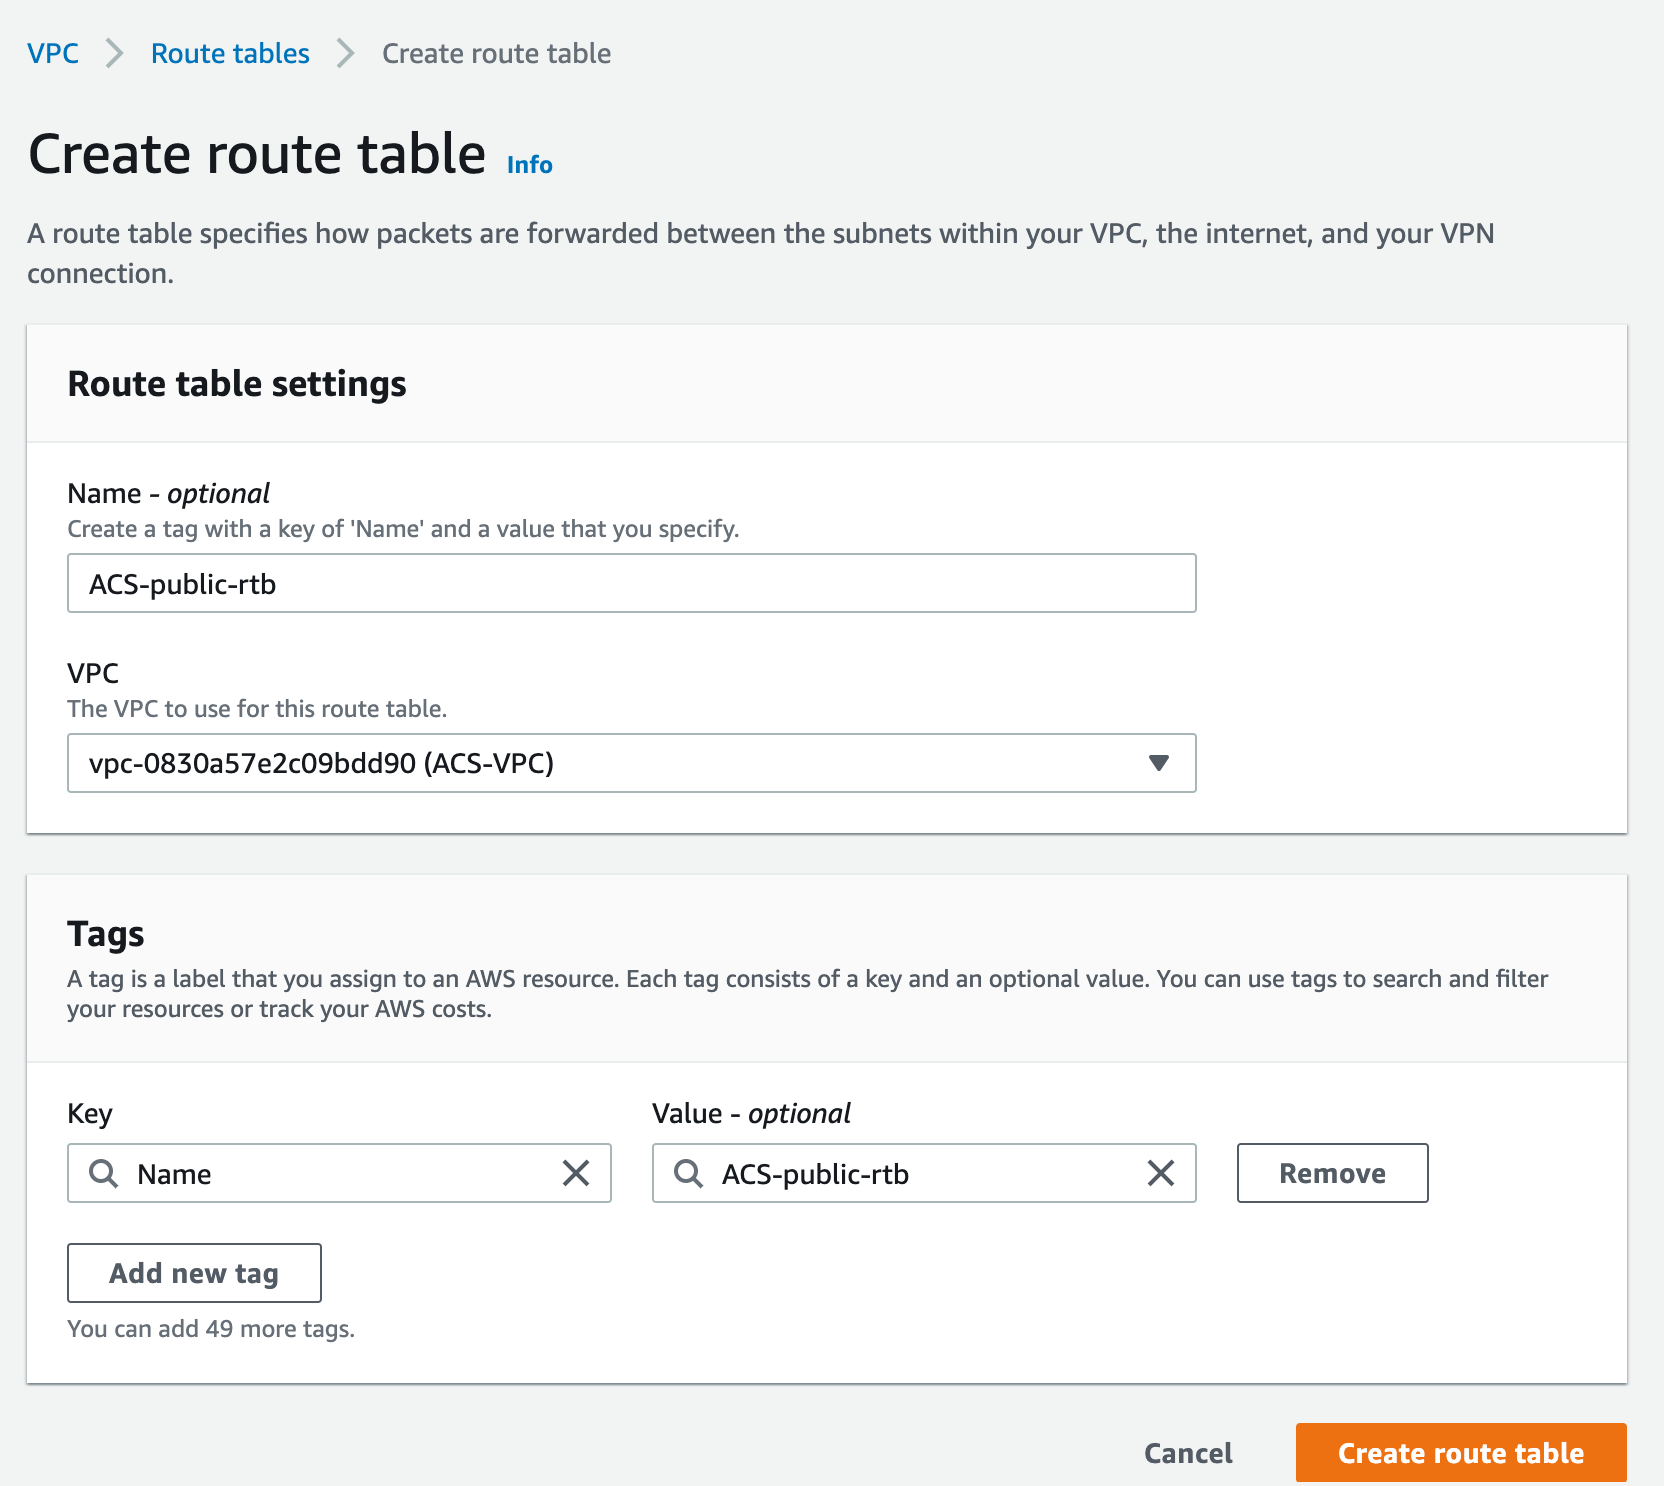 VPC > Route tables > Create route table
Create route table Info
A route table specifies how packets are forwarded between the subnets within your VPC, the internet, and your VPN
connection.
Route table settings
Name - optional
Create a tag with a key of 'Name' and a value that you specify.
ACS-public-rtb
VPC
The VPC to use for this route table.
vpc-0830a57e2c09bdd90 (ACS-VPC)
Tags
A tag is a label that you assign to an AWS resource. Each tag consists of a key and an optional value. You can use tags to search and filter
your resources or track your AWS costs.
Key Value - optional
Name ACS-public-rtb Remove
Add new tag
You can add 49 more tags.
Cancel Create route table